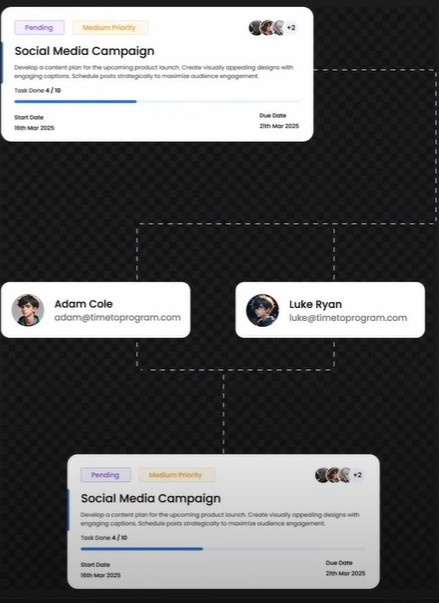 Pending Medium Priority +2
Social Media Campaign
Develop a content plan for the upcoming product launch. Create visually appealing designs with
engaging captions. Schedule posts strategically to maximize audience engagement.
Task Done 4 / 10
Start Date Due Date
16th Mar 2025 21th Mar 2025
Adam Cole Luke Ryan
adam@timetoprogram.com luke@timetoprogram.com
Pending Medium Priority +2
Social Media Campaign
Develop a content plan for the upcoming product launch. Create visually appealing designs with
engaging captions. Schedule posts strategically to maximize audience engagement.
Task Done 4 / 10
Start Date Due Date
16th Mar 2025 21th Mar 2025